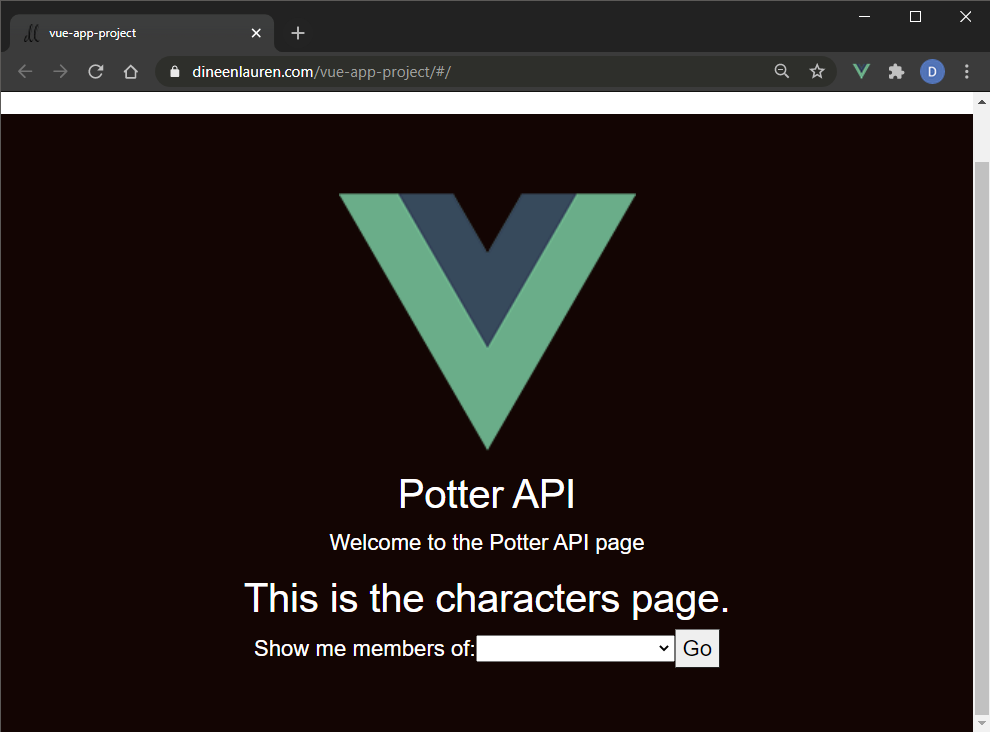 vue-app-project
dineenlauren.com/vue-app-project/#/
D
Potter API
Welcome to the Potter API page
This is the characters page.
Show me members of: Go